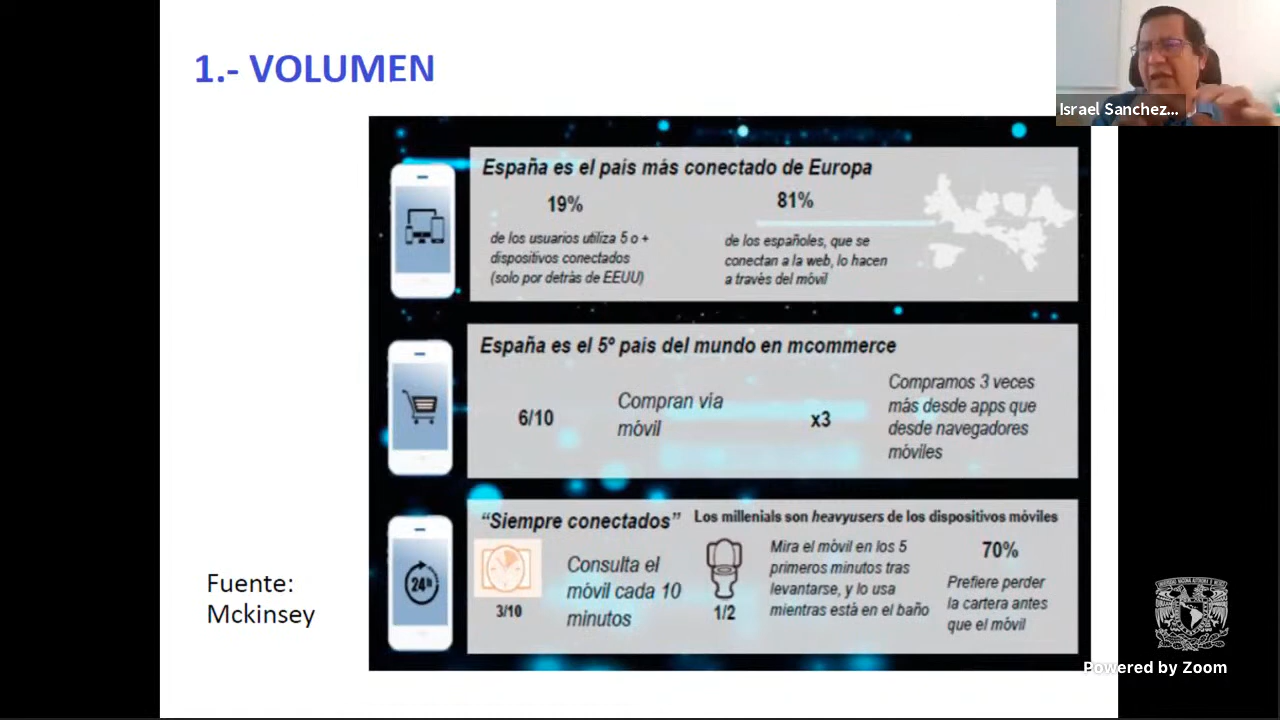 1.- VOLUMEN
Israel Sanchez...
España es el país más conectado de Europa
19%
de los usuarios utiliza 5 o +
dispositivos conectados
(solo por detrás de EEUU)
81%
de los españoles, que se
conectan a la web, lo hacen
a través del móvil
España es el 5º país del mundo en mcommerce
6/10
Compran vía
móvil
x3
Compramos 3 veces
más desde apps que
desde navegadores
móviles
24h
“Siempre conectados”
3/10
Consulta el
móvil cada 10
minutos
Los millenials son heavyusers de los dispositivos móviles
1/2
Mira el móvil en los 5
primeros minutos tras
levantarse, y lo usa
mientras está en el baño
70%
Prefiere perder
la cartera antes
que el móvil
Fuente:
Mckinsey
Powered by Zoom